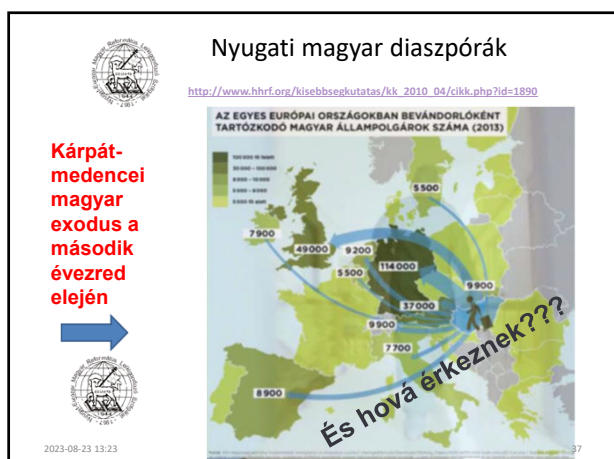 Nyugati magyar diaszpórák
http://www.hhrf.org/kisebbsegkutatas/kk_2010_04/cikk.php?id=1890
Kárpát-
medencei
magyar
exodus a
második
évezred
elején
AZ EGYES EURÓPAI ORSZÁGOKBAN BEVÁNDORLÓKÉNT
TARTÓZKODÓ MAGYAR ÁLLAMPOLGÁROK SZÁMA (2013)
5500
7900
49000
9200
5500
114000
9900
37000
9900
7700
8900
És hová érkeznek???
2023-08-23 13:23
37